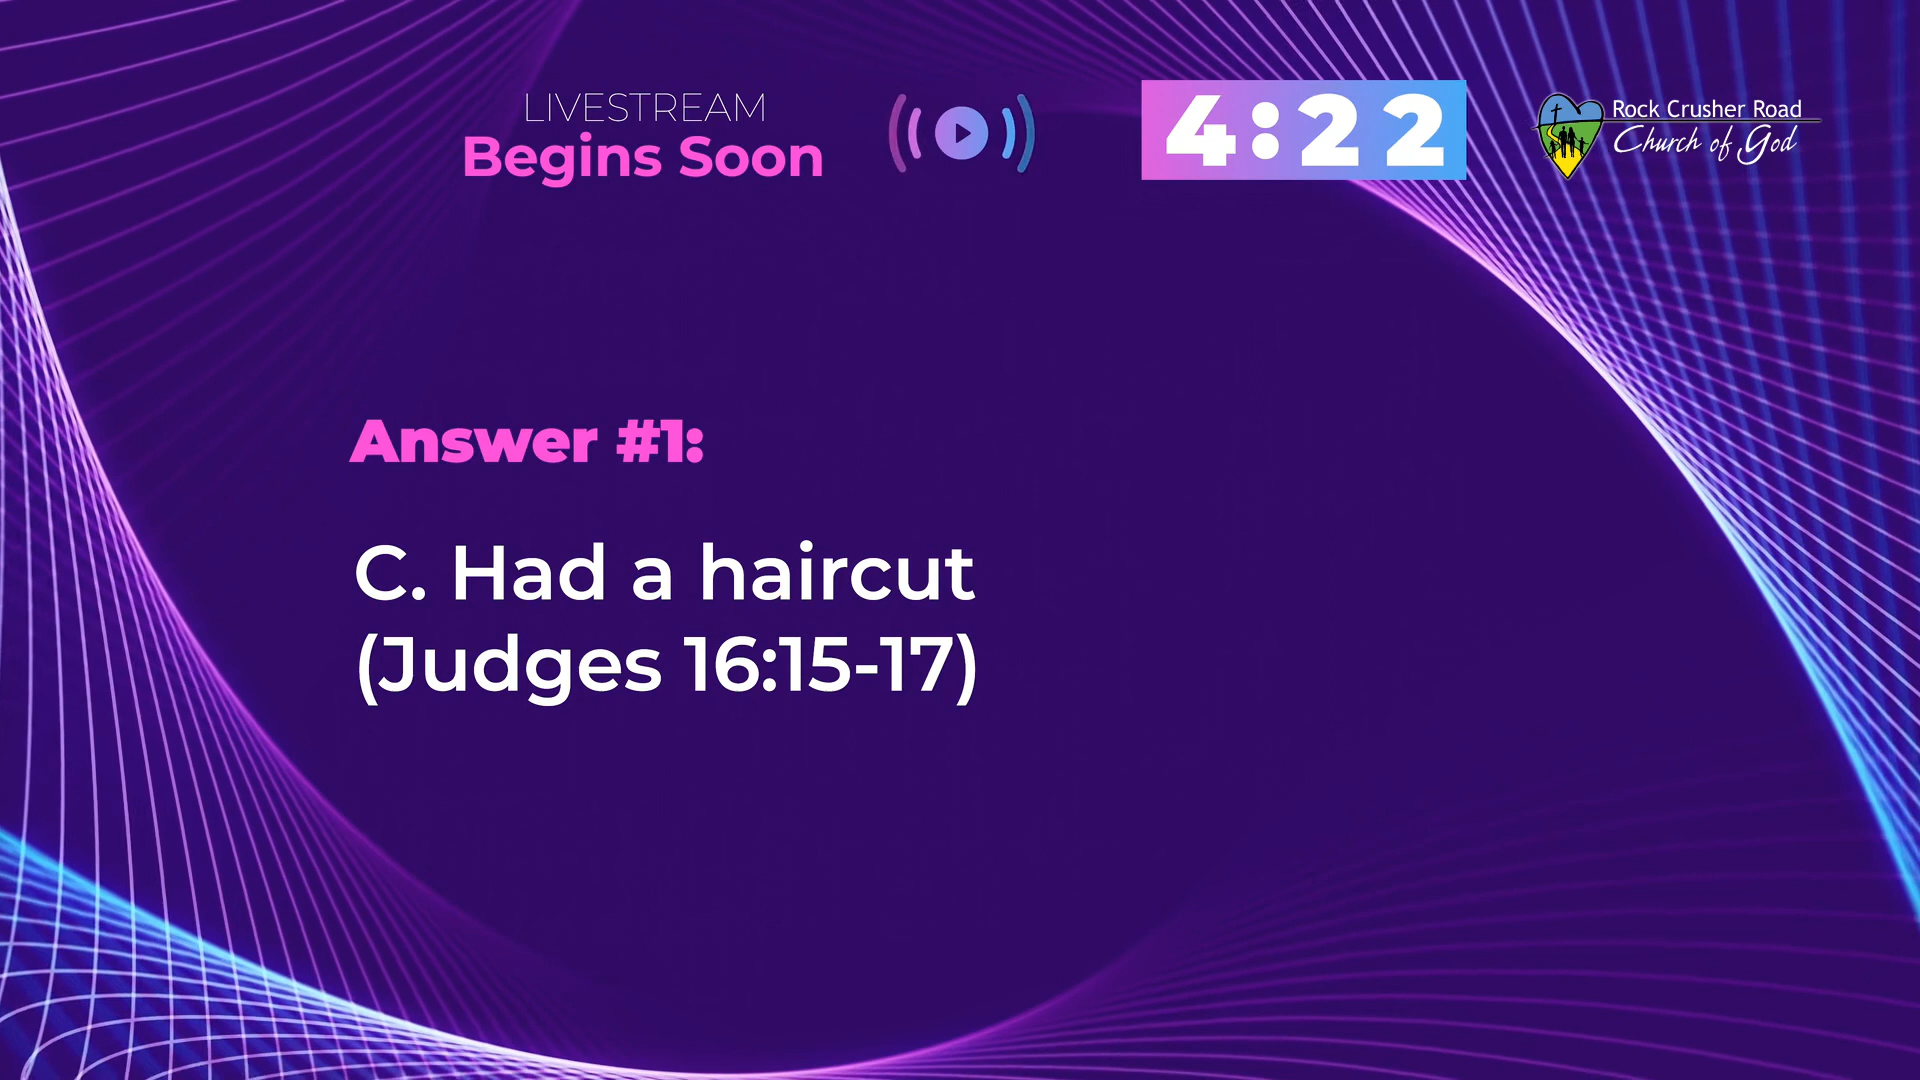 LIVESTREAM
Begins Soon
4:22
Rock Crusher Road
Church of God
Answer #1:
C. Had a haircut
(Judges 16:15-17)